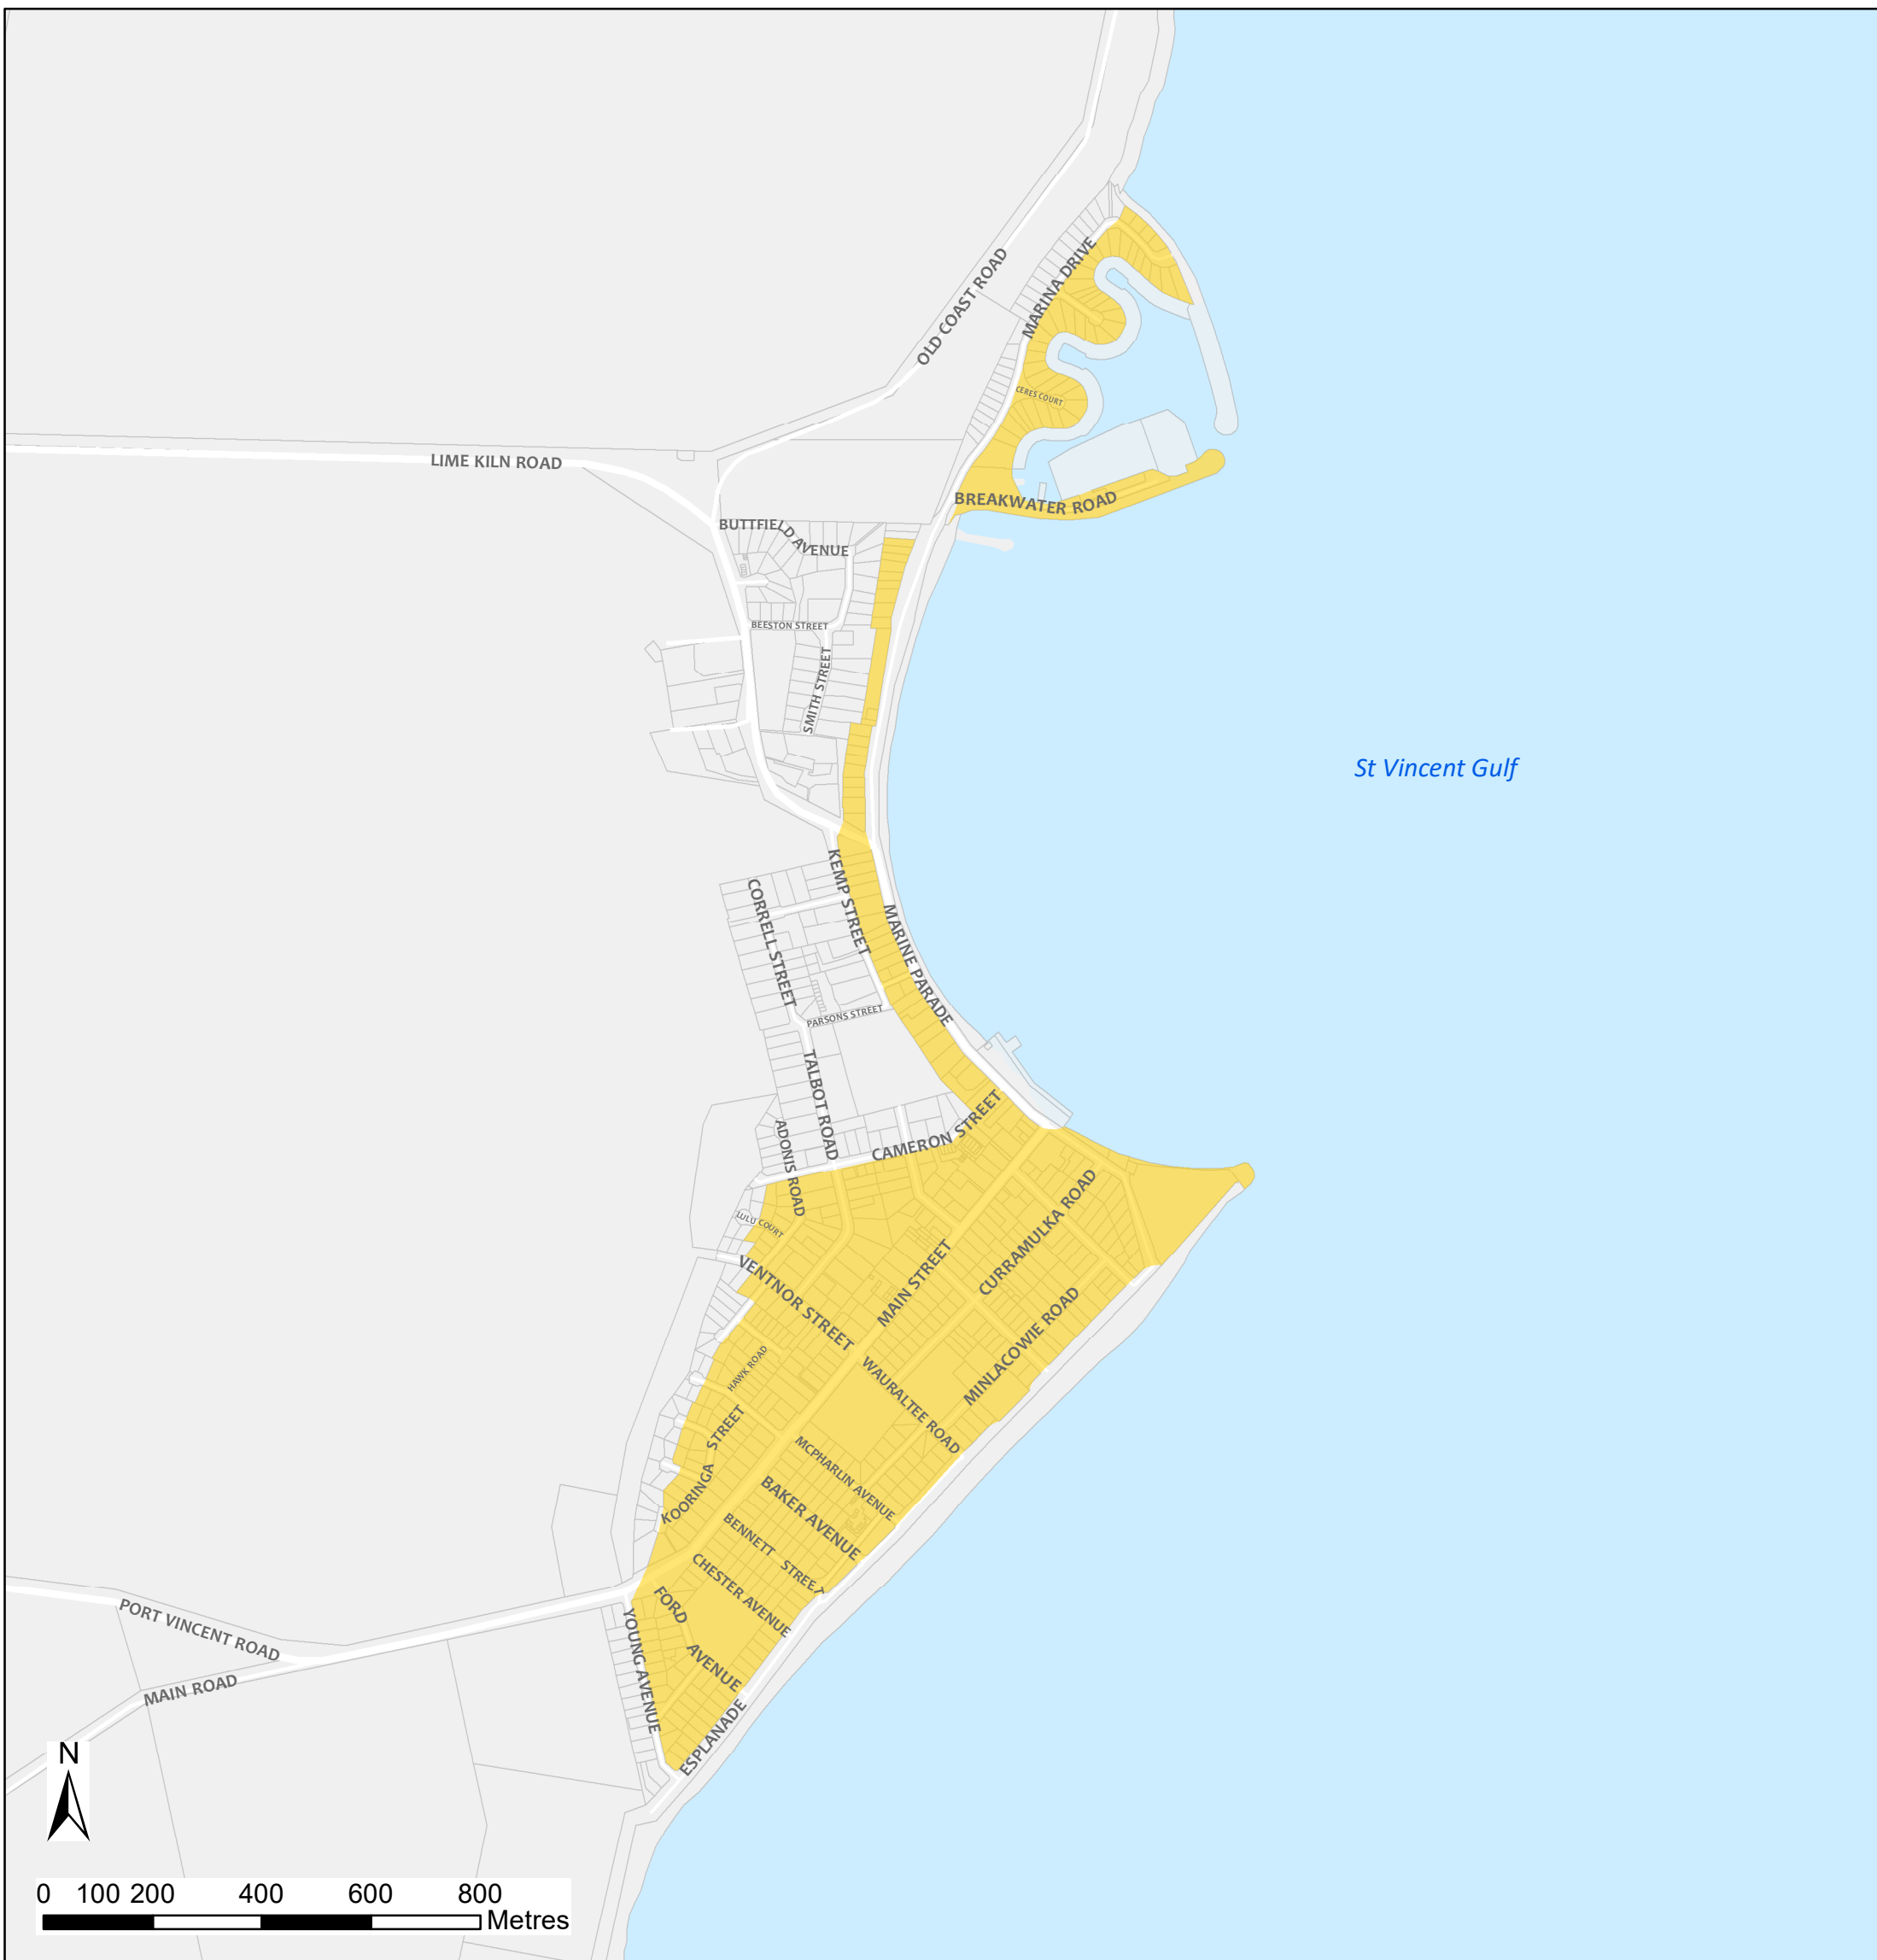 MARINA DRIVE
OLD COAST ROAD
CERES COURT
LIME KILN ROAD
BREAKWATER ROAD
BUTTFIELD AVENUE
BEESTON STREET
SMITH STREET
St Vincent Gulf
KEMP STREET
CORRELL STREET
MARINE PARADE
PARSONS STREET
TALBOT ROAD
CAMERON STREET
ADONIS ROAD
LULU COURT
CURRAMULKA ROAD
VENTNOR STREET
MAIN STREET
MINLACOWIE ROAD
HAWK ROAD
WAURALTEE ROAD
KOORINGA STREET
MCPHARLIN AVENUE
BAKER AVENUE
BENNETT STREET
CHESTER AVENUE
FORD AVENUE
YOUNG AVENUE
PORT VINCENT ROAD
MAIN ROAD
ESPLANADE
N
0 100 200 400 600 800
Metres